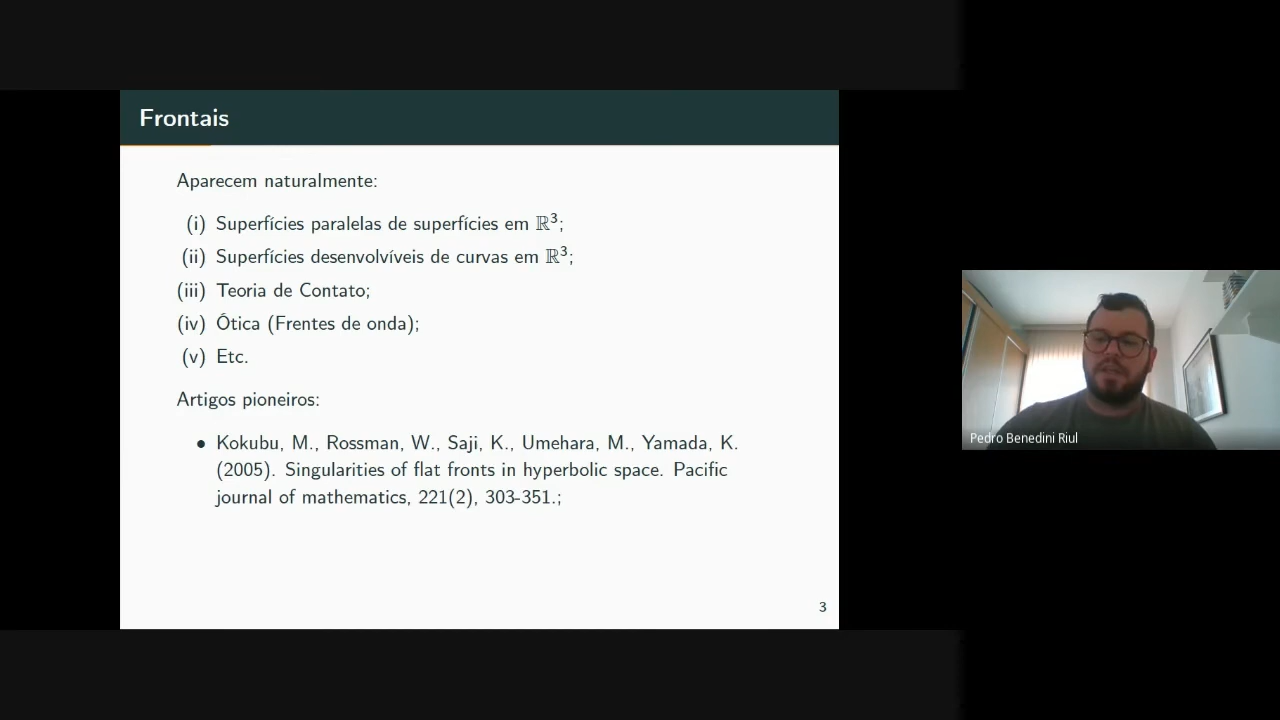 Frontais
Aparecem naturalmente:
(i) Superfícies paralelas de superfícies em ℝ³;
(ii) Superfícies desenvolvíveis de curvas em ℝ³;
(iii) Teoria de Contato;
(iv) Ótica (Frentes de onda);
(v) Etc.
Artigos pioneiros:
• Kokubu, M., Rossman, W., Saji, K., Umehara, M., Yamada, K.
(2005). Singularities of flat fronts in hyperbolic space. Pacific
journal of mathematics, 221(2), 303-351.;
3
Pedro Benedini Riul